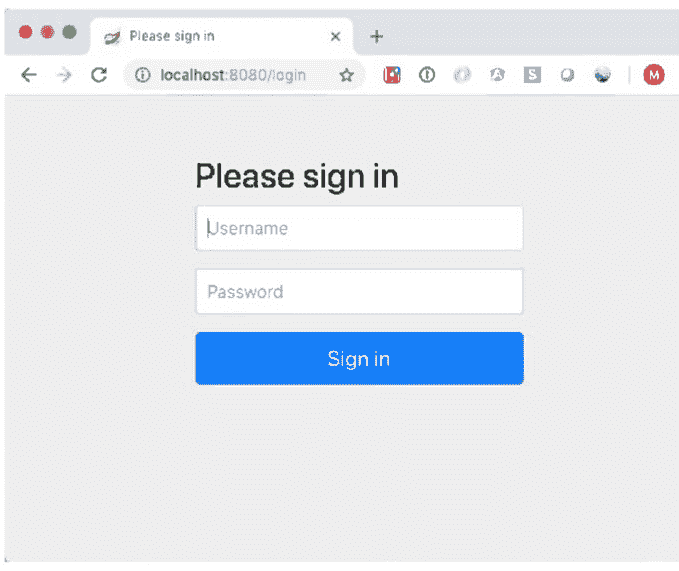 Please sign in
localhost:8080/login
M
Please sign in
Username
Password
Sign in